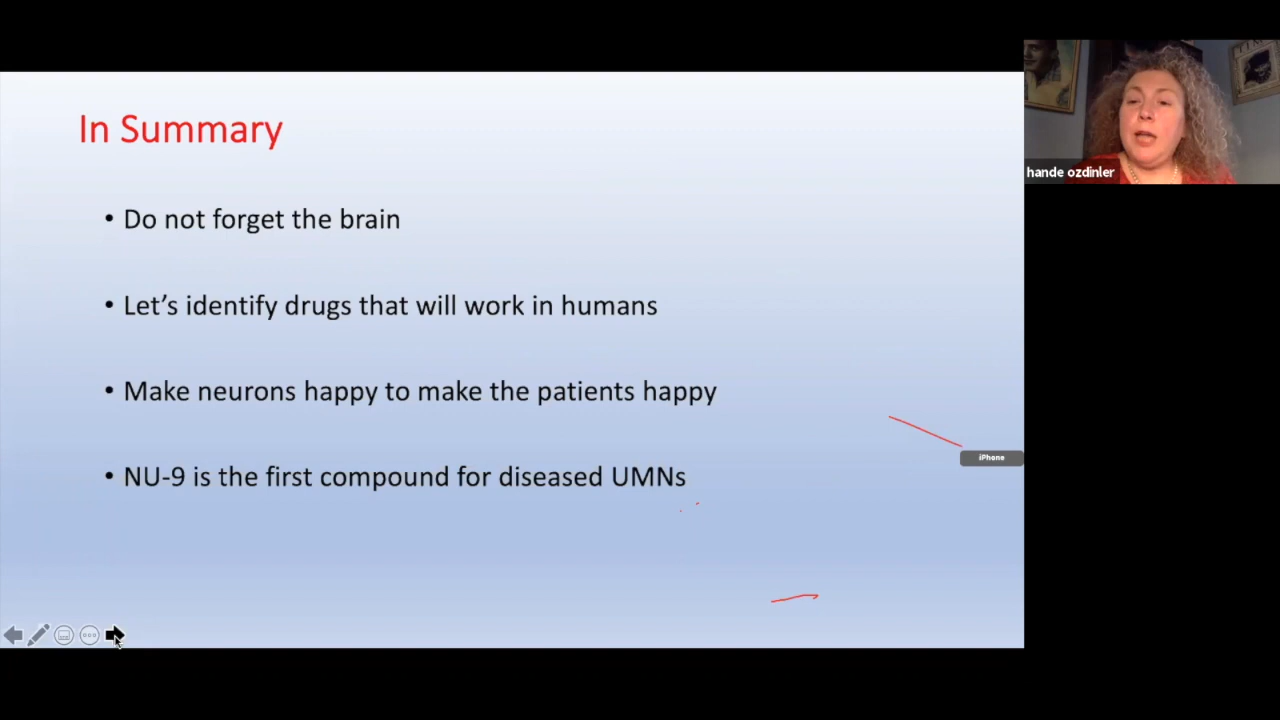 In Summary
• Do not forget the brain
• Let’s identify drugs that will work in humans
• Make neurons happy to make the patients happy
• NU-9 is the first compound for diseased UMNs
iPhone
hande ozdinler